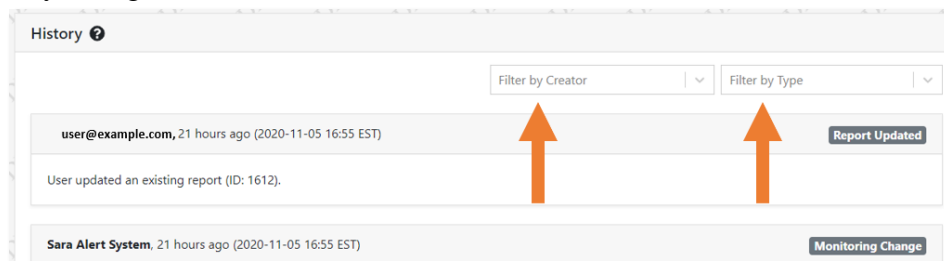 History ?
Filter by Creator Filter by Type
user@example.com, 21 hours ago (2020-11-05 16:55 EST) Report Updated
User updated an existing report (ID: 1612).
Sara Alert System, 21 hours ago (2020-11-05 16:55 EST) Monitoring Change